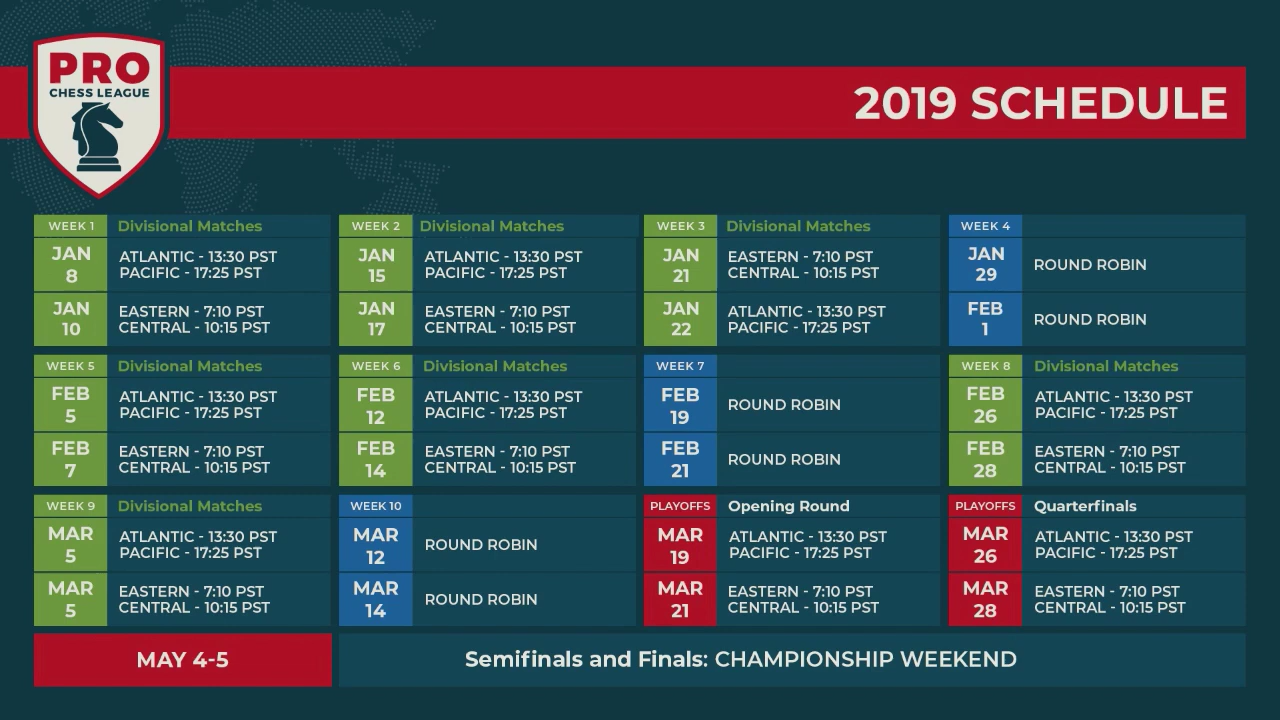 PRO
CHESS LEAGUE
2019 SCHEDULE
WEEK 1 Divisional Matches
JAN 8
ATLANTIC - 13:30 PST
PACIFIC - 17:25 PST
JAN 10
EASTERN - 7:10 PST
CENTRAL - 10:15 PST
WEEK 2 Divisional Matches
JAN 15
ATLANTIC - 13:30 PST
PACIFIC - 17:25 PST
JAN 17
EASTERN - 7:10 PST
CENTRAL - 10:15 PST
WEEK 3 Divisional Matches
JAN 21
EASTERN - 7:10 PST
CENTRAL - 10:15 PST
JAN 22
ATLANTIC - 13:30 PST
PACIFIC - 17:25 PST
WEEK 4
JAN 29
ROUND ROBIN
FEB 1
ROUND ROBIN
WEEK 5 Divisional Matches
FEB 5
ATLANTIC - 13:30 PST
PACIFIC - 17:25 PST
FEB 7
EASTERN - 7:10 PST
CENTRAL - 10:15 PST
WEEK 6 Divisional Matches
FEB 12
ATLANTIC - 13:30 PST
PACIFIC - 17:25 PST
FEB 14
EASTERN - 7:10 PST
CENTRAL - 10:15 PST
WEEK 7
FEB 19
ROUND ROBIN
FEB 21
ROUND ROBIN
WEEK 8 Divisional Matches
FEB 26
ATLANTIC - 13:30 PST
PACIFIC - 17:25 PST
FEB 28
EASTERN - 7:10 PST
CENTRAL - 10:15 PST
WEEK 9 Divisional Matches
MAR 5
ATLANTIC - 13:30 PST
PACIFIC - 17:25 PST
MAR 5
EASTERN - 7:10 PST
CENTRAL - 10:15 PST
WEEK 10
MAR 12
ROUND ROBIN
MAR 14
ROUND ROBIN
PLAYOFFS Opening Round
MAR 19
ATLANTIC - 13:30 PST
PACIFIC - 17:25 PST
MAR 21
EASTERN - 7:10 PST
CENTRAL - 10:15 PST
PLAYOFFS Quarterfinals
MAR 26
ATLANTIC - 13:30 PST
PACIFIC - 17:25 PST
MAR 28
EASTERN - 7:10 PST
CENTRAL - 10:15 PST
MAY 4-5
Semifinals and Finals: CHAMPIONSHIP WEEKEND